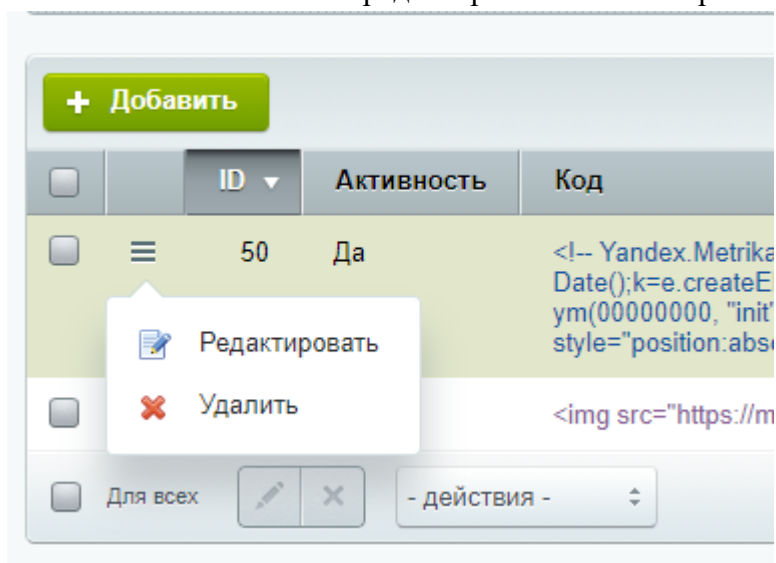 + Добавить
ID Активность Код
50 Да <!-- Yandex.Metrika
Date();k=e.createE
ym(00000000, "init"
style="position:abs
Редактировать
Удалить
<img src="https://m
Для всех - действия -